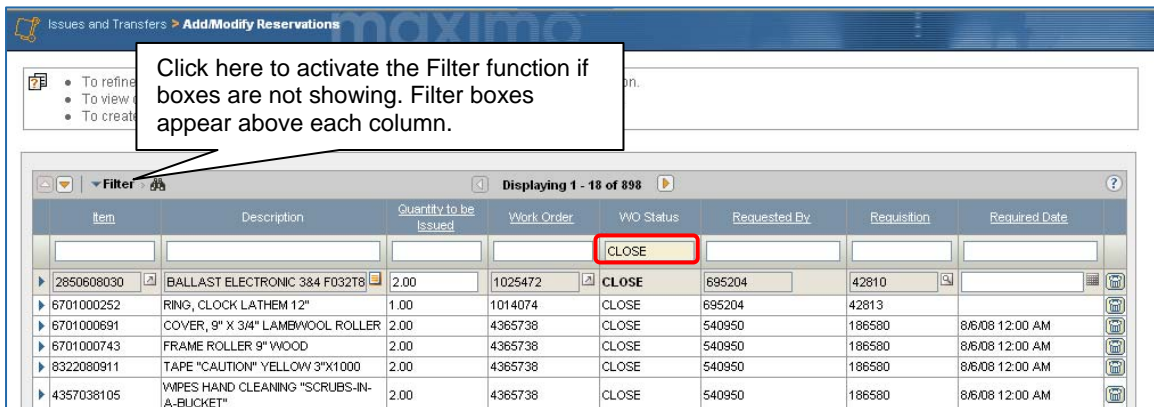 maximo
Issues and Transfers > Add/Modify Reservations
Click here to activate the Filter function if
boxes are not showing. Filter boxes
appear above each column.
• To refine
on.
• To view
• To create
Filter
Displaying 1 - 18 of 898
Item Description Quantity to be Issued Work Order WO Status Requested By Requisition Required Date
CLOSE
2850608030 BALLAST ELECTRONIC 3&4 F032T8 2.00 1025472 CLOSE 695204 42810
6701000252 RING, CLOCK LATHEM 12" 1.00 1014074 CLOSE 695204 42813
6701000691 COVER, 9" X 3/4" LAMBWOOL ROLLER 2.00 4365738 CLOSE 540950 186580 8/6/08 12:00 AM
6701000743 FRAME ROLLER 9" WOOD 2.00 4365738 CLOSE 540950 186580 8/6/08 12:00 AM
8322080911 TAPE "CAUTION" YELLOW 3"X1000 2.00 4365738 CLOSE 540950 186580 8/6/08 12:00 AM
4357038105 WIPES HAND CLEANING "SCRUBS-IN-A-BUCKET" 2.00 4365738 CLOSE 540950 186580 8/6/08 12:00 AM